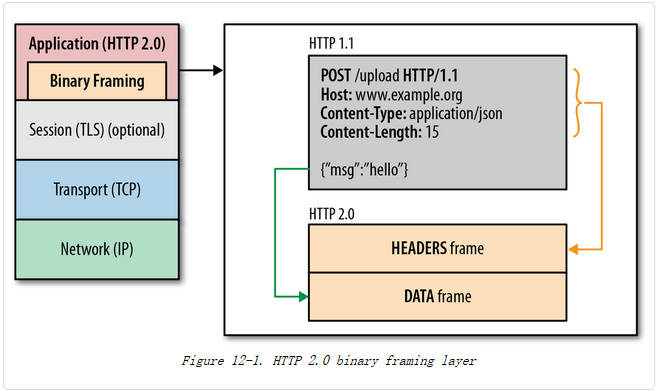 Application (HTTP 2.0)
Binary Framing
Session (TLS) (optional)
Transport (TCP)
Network (IP)
HTTP 1.1
POST /upload HTTP/1.1
Host: www.example.org
Content-Type: application/json
Content-Length: 15
{"msg":"hello"}
HTTP 2.0
HEADERS frame
DATA frame
Figure 12-1. HTTP 2.0 binary framing layer